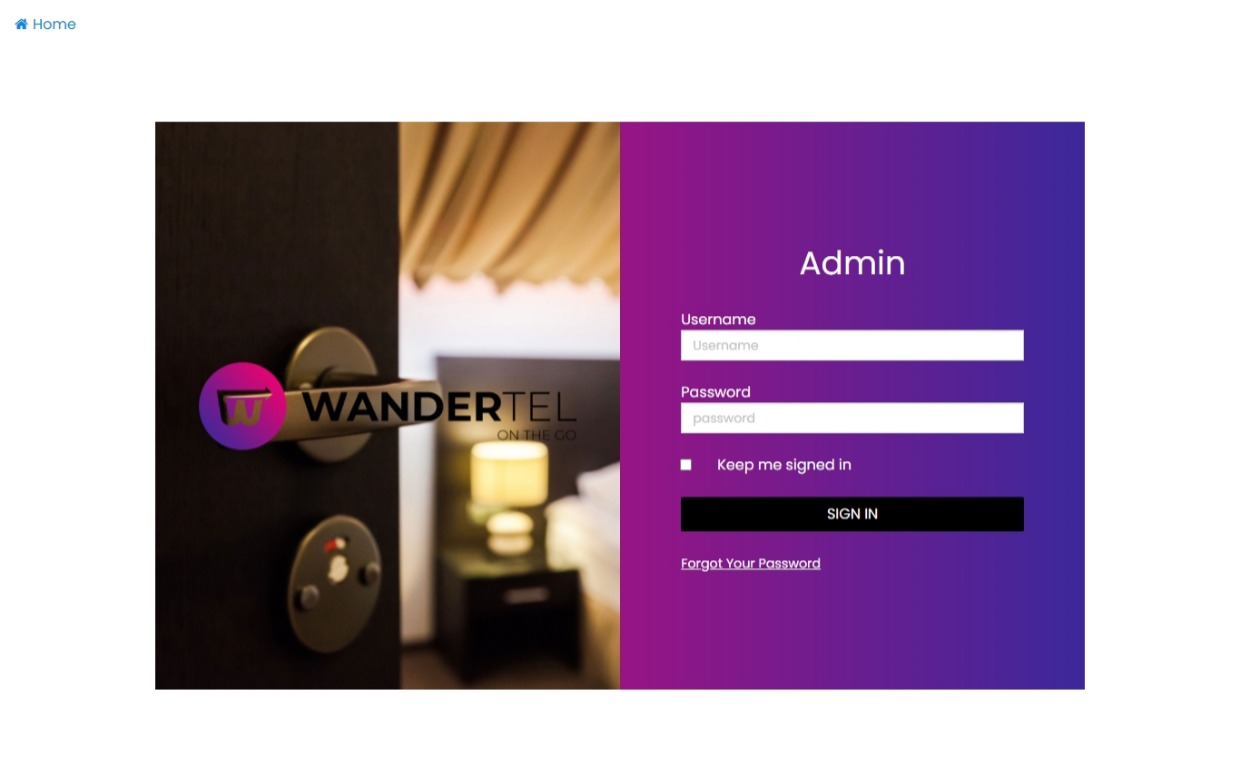 Home
WANDERTEL
ON THE GO
Admin
Username
Username
Password
password
Keep me signed in
SIGN IN
Forgot Your Password